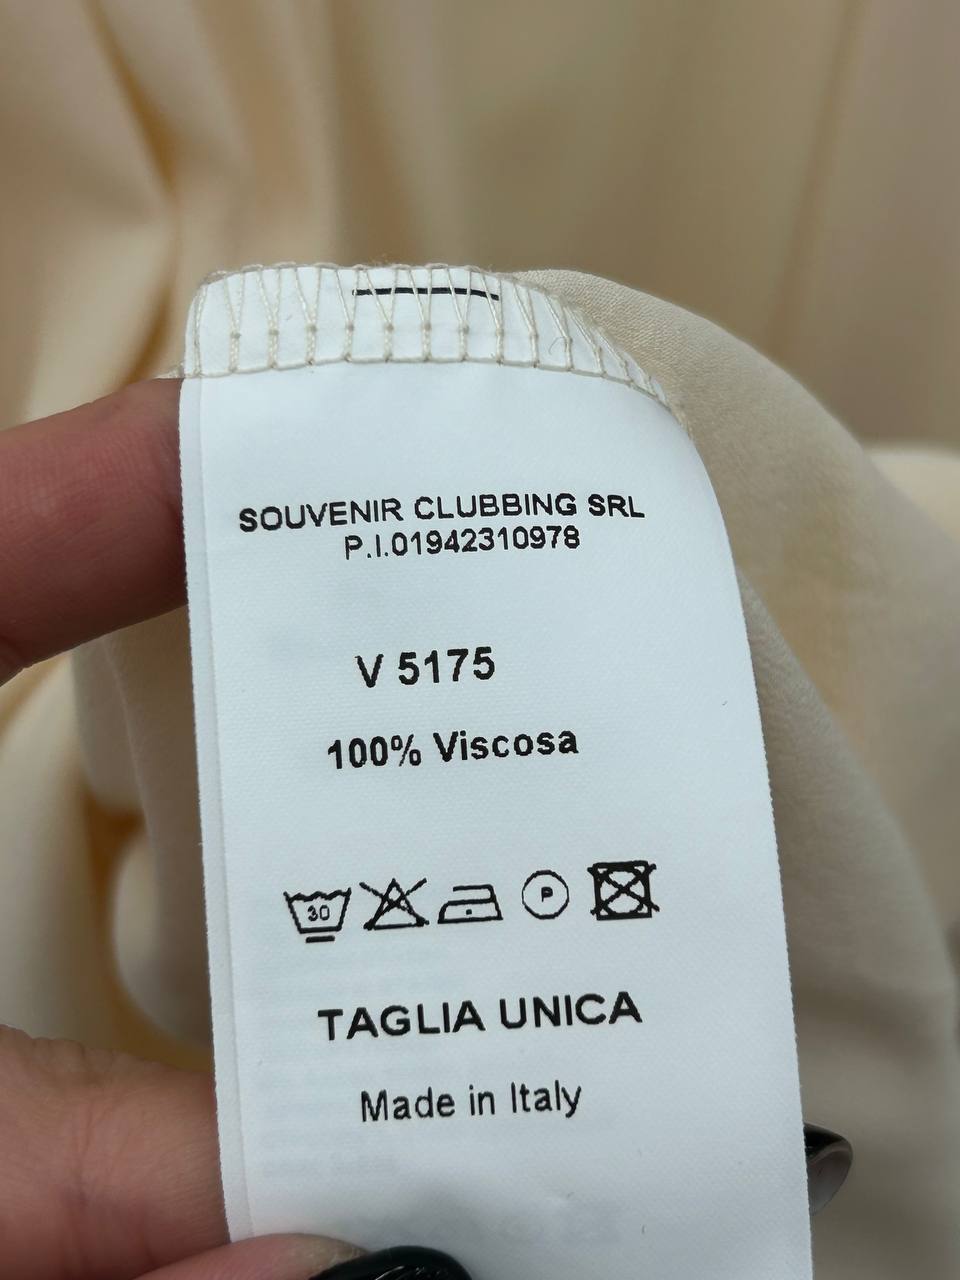 SOUVENIR CLUBBING SRL
P.I.01942310978
V 5175
100% Viscosa
30
P
TAGLIA UNICA
Made in Italy